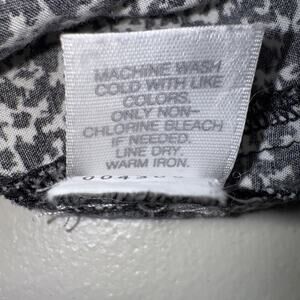 MACHINE WASH
COLD WITH LIKE
COLORS.
ONLY NON-
CHLORINE BLEACH
IF NEEDED.
LINE DRY.
WARM IRON.